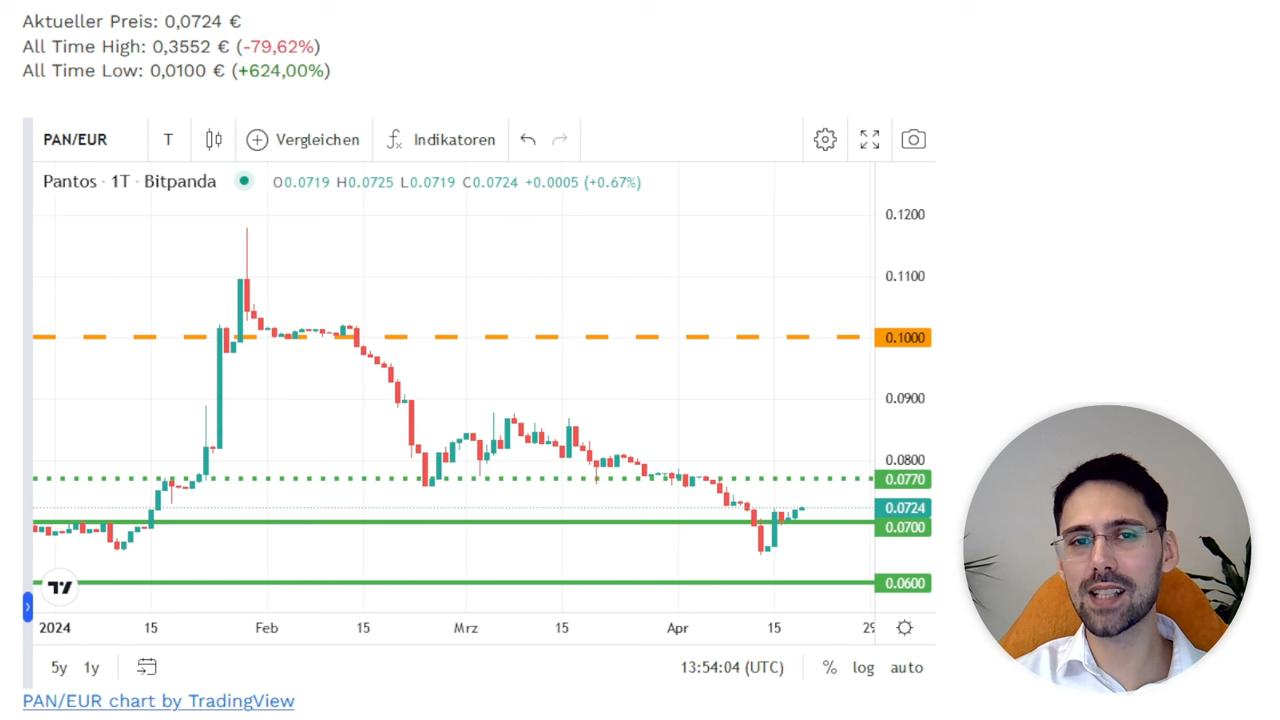 Aktueller Preis: 0,0724 €
All Time High: 0,3552 € (-79,62%)
All Time Low: 0,0100 € (+624,00%)
PAN/EUR T Vergleichen Indikatoren
Pantos · 1T · Bitpanda O0.0719 H0.0725 L0.0719 C0.0724 +0.0005 (+0.67%)
0.1200
0.1100
0.1000
0.0900
0.0800
0.0770
0.0724
0.0700
0.0600
2024 15 Feb 15 Mrz 15 Apr 15 29
5y 1y 13:54:04 (UTC) % log auto
PAN/EUR chart by TradingView